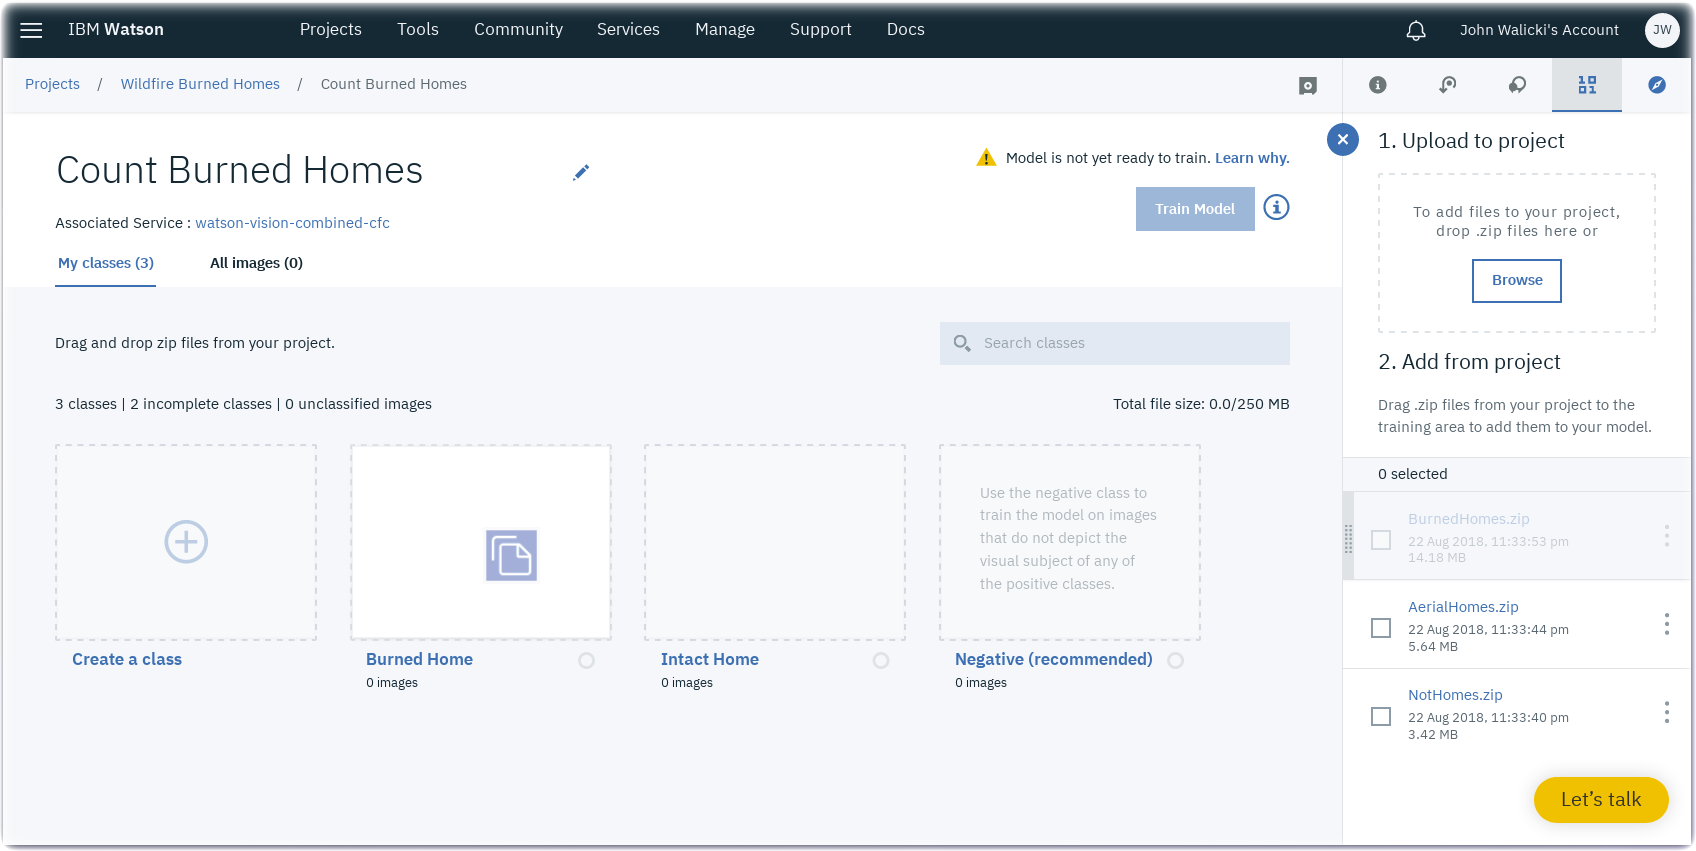 IBM Watson
Projects
Tools
Community
Services
Manage
Support
Docs
John Walicki's Account
JW
Projects / Wildfire Burned Homes / Count Burned Homes
Count Burned Homes
Model is not yet ready to train. Learn why.
Train Model
Associated Service : watson-vision-combined-cfc
My classes (3)
All images (0)
Drag and drop zip files from your project.
Search classes
3 classes | 2 incomplete classes | 0 unclassified images
Total file size: 0.0/250 MB
Use the negative class to
train the model on images
that do not depict the
visual subject of any of
the positive classes.
Create a class
Burned Home
0 images
Intact Home
0 images
Negative (recommended)
0 images
1. Upload to project
To add files to your project,
drop .zip files here or
Browse
2. Add from project
Drag .zip files from your project to the
training area to add them to your model.
0 selected
BurnedHomes.zip
22 Aug 2018, 11:33:53 pm
14.18 MB
AerialHomes.zip
22 Aug 2018, 11:33:44 pm
5.64 MB
NotHomes.zip
22 Aug 2018, 11:33:40 pm
3.42 MB
Let's talk